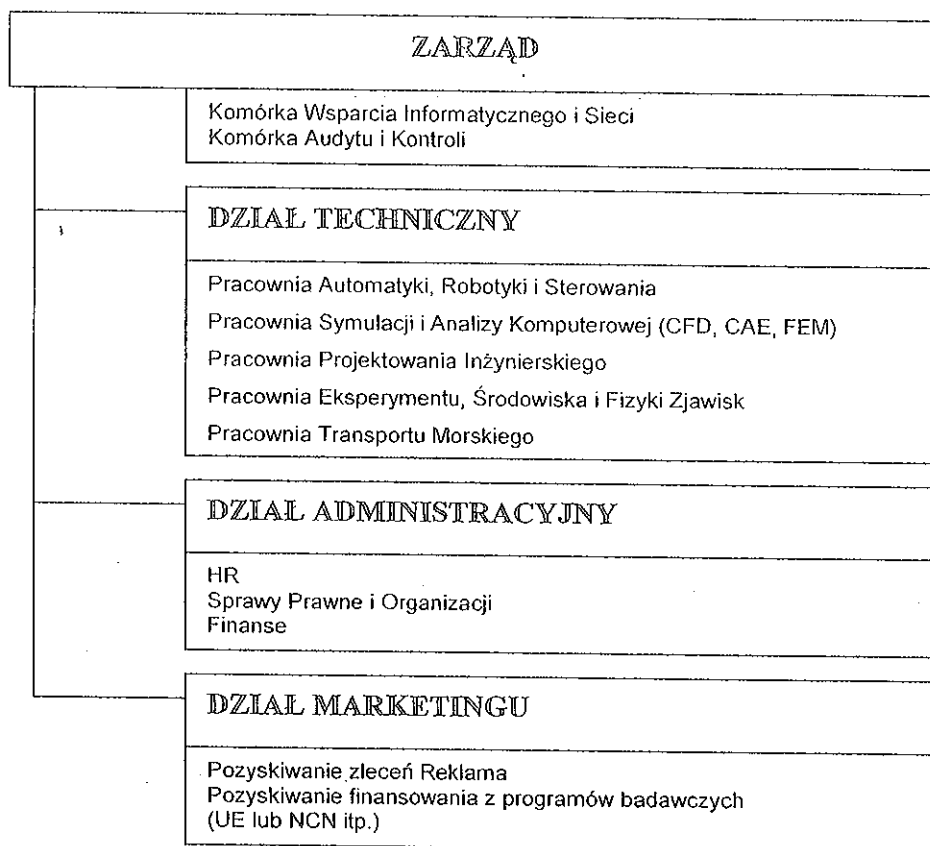 ZARZĄD
Komórka Wsparcia Informatycznego i Sieci
Komórka Audytu i Kontroli
DZIAŁ TECHNICZNY
Pracownia Automatyki, Robotyki i Sterowania
Pracownia Symulacji i Analizy Komputerowej (CFD, CAE, FEM)
Pracownia Projektowania Inżynierskiego
Pracownia Eksperymentu, Środowiska i Fizyki Zjawisk
Pracownia Transportu Morskiego
DZIAŁ ADMINISTRACYJNY
HR
Sprawy Prawne i Organizacji
Finanse
DZIAŁ MARKETINGU
Pozyskiwanie zleceń Reklama
Pozyskiwanie finansowania z programów badawczych
(UE lub NCN itp.)